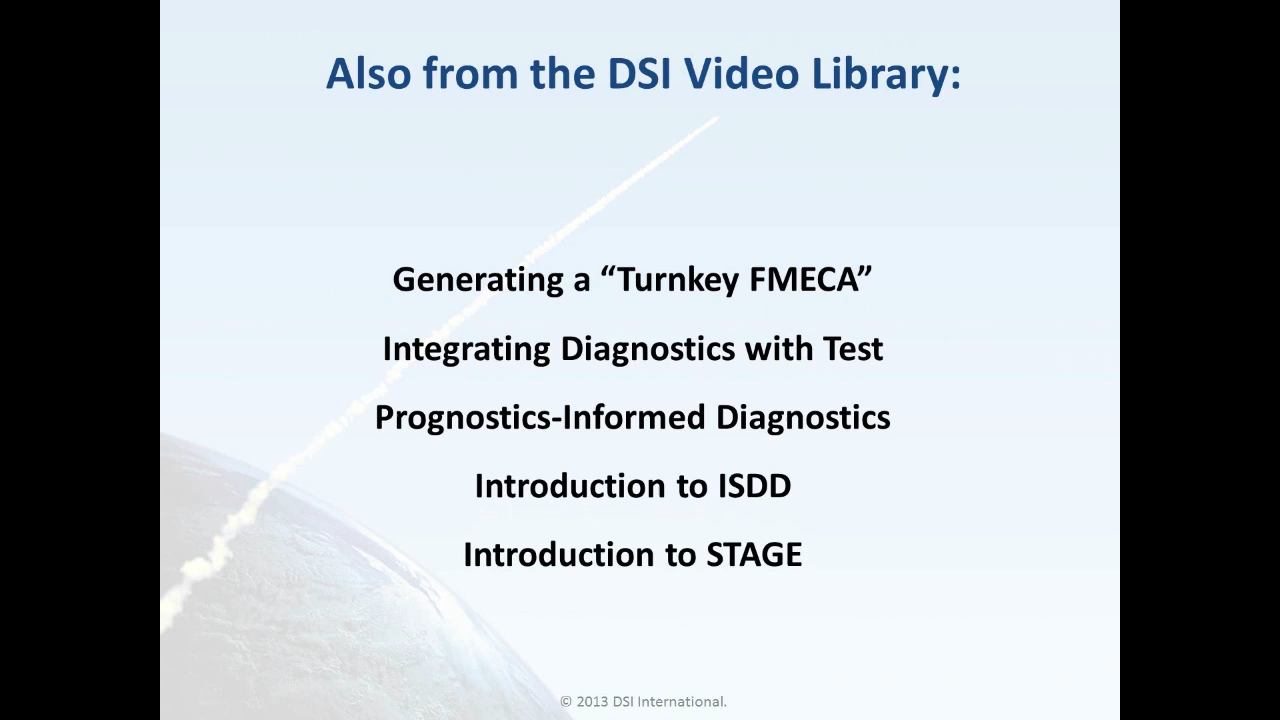 Also from the DSI Video Library:
Generating a “Turnkey FMECA”
Integrating Diagnostics with Test
Prognostics-Informed Diagnostics
Introduction to ISDD
Introduction to STAGE
© 2013 DSI International.